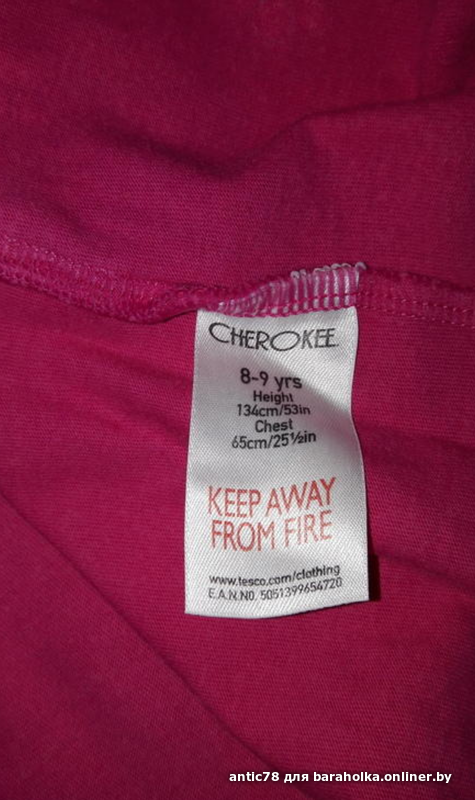 CHEROKEE
8-9 yrs
Height
134cm/53in
Chest
65cm/25½in
KEEP AWAY
FROM FIRE
www.tesco.com/clothing
E.A.N.N0. 5051399654720
antic78 для baraholka.onliner.by